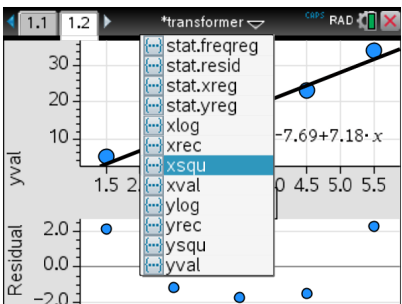 1.1 1.2 *transformer CAPS RAD
stat.freqreg
stat.resid
stat.xreg
stat.yreg
xlog
xrec
xsqu
xval
ylog
yrec
ysqu
yval
30
20
10
yval
-7.69+7.18·x
1.5 2. 0 4.5 5.0 5.5
Residual
2.0
0.0
-2.0